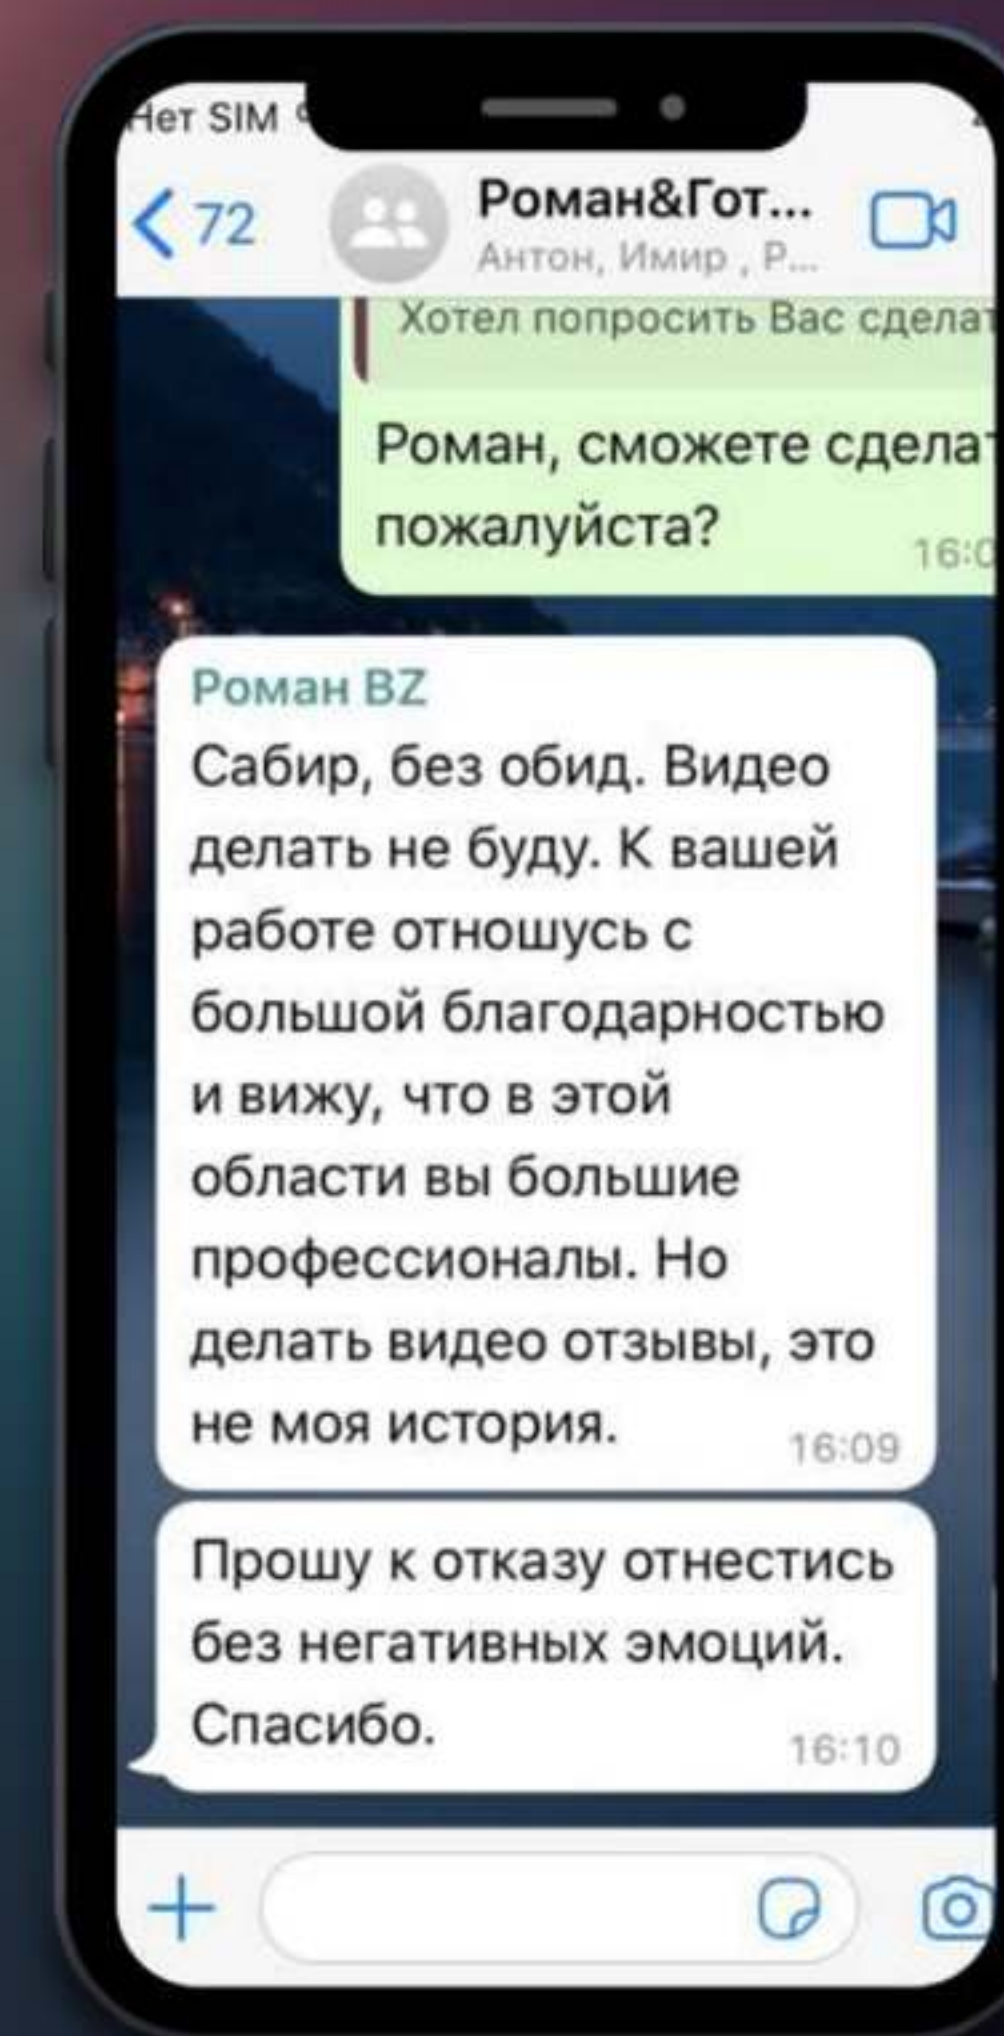 Нет SIM
72
Роман&Гот...
Антон, Имир , Р...
Хотел попросить Вас
Роман, сможете
пожалуйста?
Роман BZ
Сабир, без обид. Видео
делать не буду. К вашей
работе отношусь с
большой благодарностью
и вижу, что в этой
области вы большие
профессионалы. Но
делать видео отзывы, это
не моя история.
16:09
Прошу к отказу отнестись
без негативных эмоций.
Спасибо.
16:10